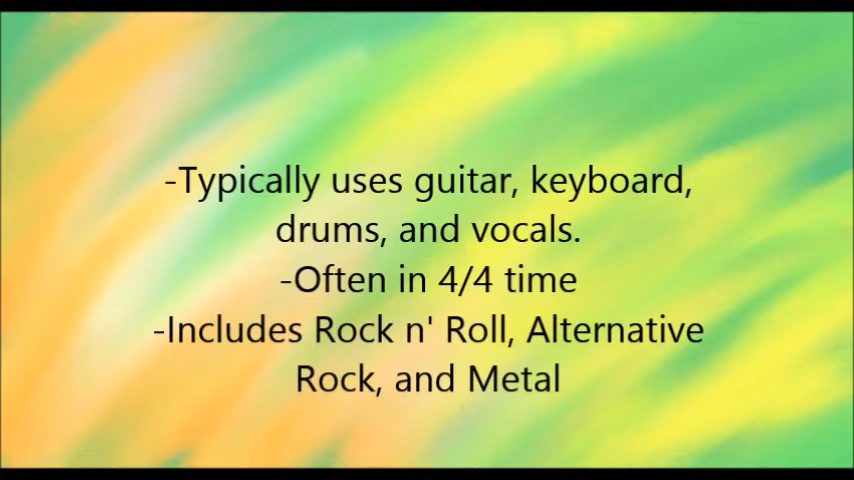 -Typically uses guitar, keyboard,
drums, and vocals.
-Often in 4/4 time
-Includes Rock n' Roll, Alternative
Rock, and Metal